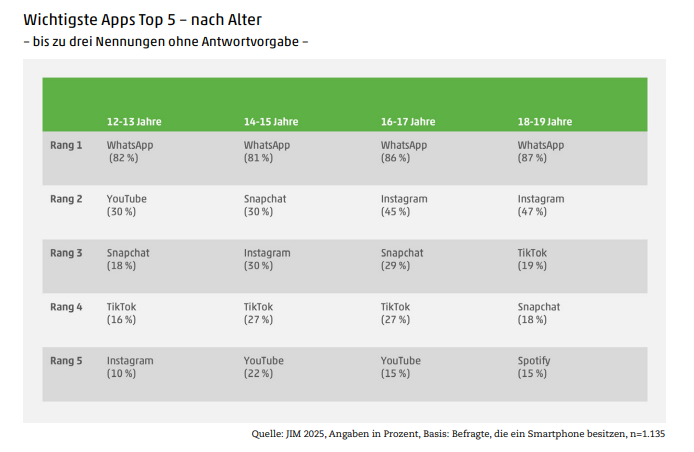 Wichtigste Apps Top 5 – nach Alter
– bis zu drei Nennungen ohne Antwortvorgabe –
12-13 Jahre 14-15 Jahre 16-17 Jahre 18-19 Jahre
Rang 1 WhatsApp WhatsApp WhatsApp WhatsApp
(82 %) (81 %) (86 %) (87 %)
Rang 2 YouTube Snapchat Instagram Instagram
(30 %) (30 %) (45 %) (47 %)
Rang 3 Snapchat Instagram Snapchat TikTok
(18 %) (30 %) (29 %) (19 %)
Rang 4 TikTok TikTok TikTok Snapchat
(16 %) (27 %) (27 %) (18 %)
Rang 5 Instagram YouTube YouTube Spotify
(10 %) (22 %) (15 %) (15 %)
Quelle: JIM 2025, Angaben in Prozent, Basis: Befragte, die ein Smartphone besitzen, n=1.135